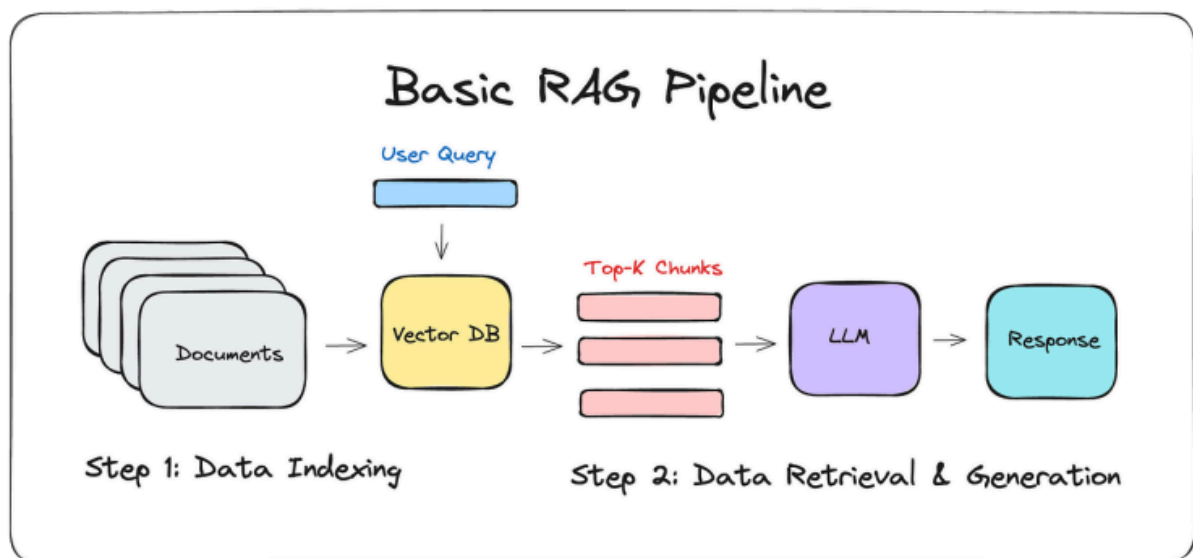 Basic RAG Pipeline
User Query
Top-K Chunks
Documents
Vector DB
LLM
Response
Step 1: Data Indexing
Step 2: Data Retrieval & Generation